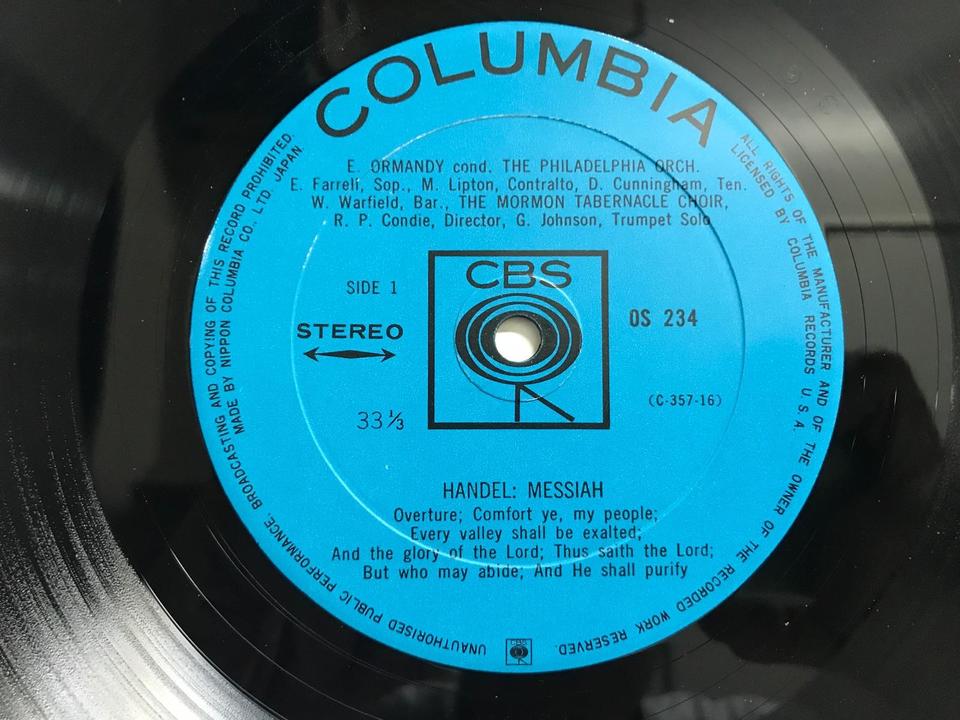 COLUMBIA
E. ORMANDY cond. THE PHILADELPHIA ORCH.
E. Farrell, Sop., M. Lipton, Contralto, D. Cunningham, Ten.
W. Warfield, Bar., THE MORMON TABERNACLE CHOIR,
R. P. Condie, Director, G. Johnson, Trumpet Solo
CBS
SIDE 1
STEREO
OS 234
33⅓
(C-357-16)
HANDEL: MESSIAH
Overture; Comfort ye, my people;
Every valley shall be exalted;
And the glory of the Lord; Thus saith the Lord;
But who may abide; And He shall purify
ALL RIGHTS OF THE MANUFACTURER AND OF THE OWNER OF THE RECORDED WORK RESERVED.
LICENSED BY COLUMBIA RECORDS U. S. A.
UNAUTHORISED PUBLIC PERFORMANCE, BROADCASTING AND COPYING OF THIS RECORD PROHIBITED.
MADE BY NIPPON COLUMBIA CO., LTD. JAPAN
CBS